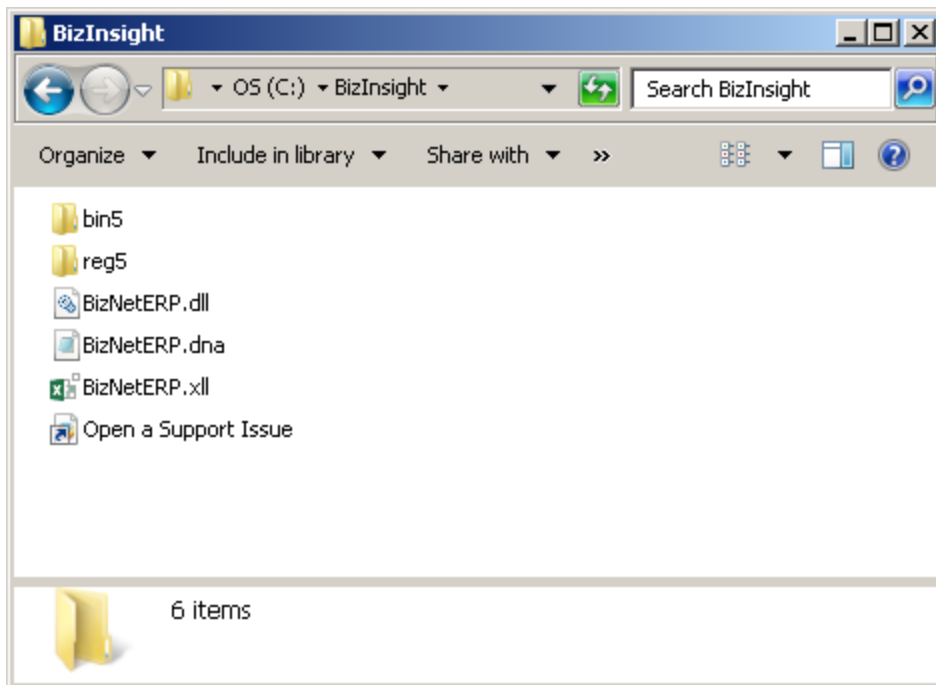 BizInsight
OS (C:) BizInsight Search BizInsight
Organize Include in library Share with »
bin5
reg5
BizNetERP.dll
BizNetERP.dna
BizNetERP.xll
Open a Support Issue
6 items